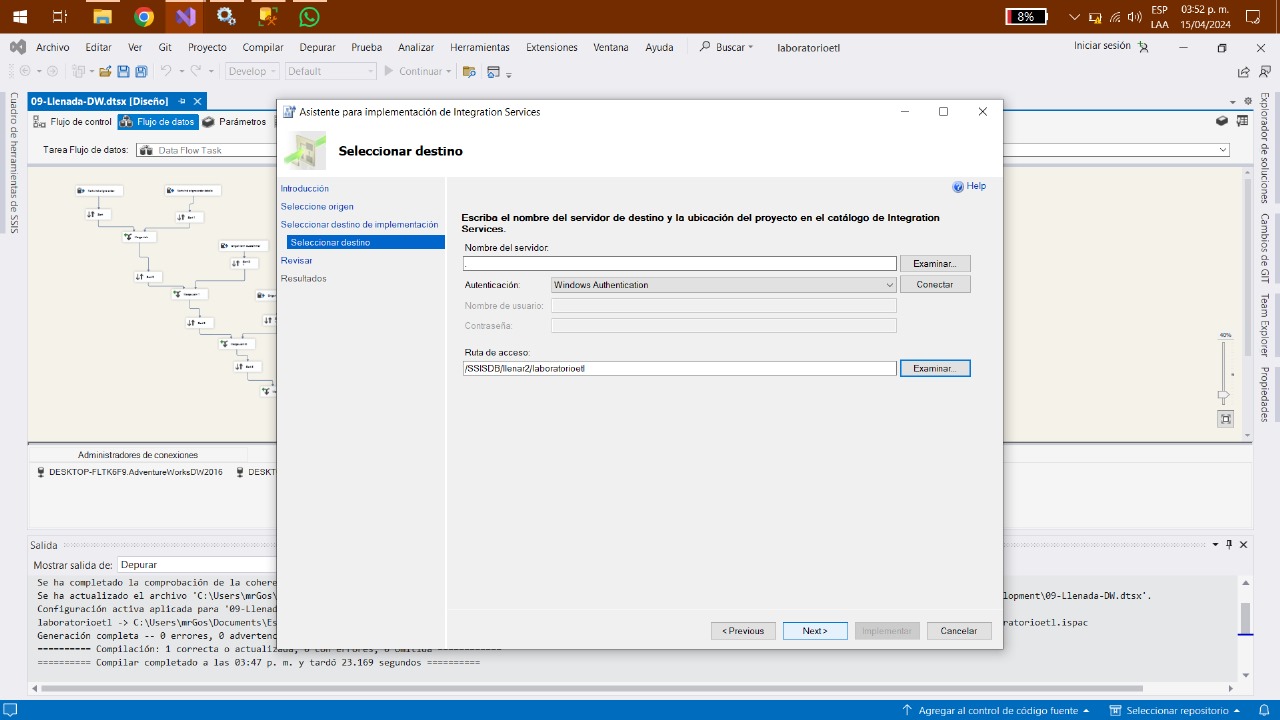 8%
ESP
LAA
03:52 p. m.
15/04/2024
Archivo Editar Ver Git Proyecto Compilar Depurar Prueba Analizar Herramientas Extensiones Ventana Ayuda Buscar laboratorioetl Iniciar sesión
Develop Default Continuar
Cuadro de herramientas de SSIS
09-Llenada-DW.dtsx [Diseño]
Flujo de control Flujo de datos Parámetros
Tarea Flujo de datos: Data Flow Task
Administradores de conexiones
DESKTOP-FLTK6F9.AdventureWorksDW2016 DESKT
Asistente para implementación de Integration Services
Seleccionar destino
Introducción
Seleccione origen
Seleccionar destino de implementación
Seleccionar destino
Revisar
Resultados
Help
Escriba el nombre del servidor de destino y la ubicación del proyecto en el catálogo de Integration
Services.
Nombre del servidor:
. Examinar...
Autenticación: Windows Authentication Conectar
Nombre de usuario:
Contraseña:
Ruta de acceso:
/SSISDB/llenar2/laboratorioetl Examinar...
< Previous Next > Implementar Cancelar
40%
Explorador de soluciones
Cambios de GIT
Team Explorer
Propiedades
Salida
Mostrar salida de: Depurar
Se ha completado la comprobación de la cohere
Se ha actualizado el archivo 'C:\Users\mrGos\ lopment\09-Llenada-DW.dtsx'.
Configuración activa aplicada para '09-Llenad
laboratorioetl -> C:\Users\mrGos\Documents\Es ratorioetl.ispac
Generación completa -- 0 errores, 0 advertenc
========== Compilación: 1 correcta o actualizada, 0 con errores, 0 omitida ============
========== Compilar completado a las 03:47 p. m. y tardó 23.169 segundos ==========
Agregar al control de código fuente Seleccionar repositorio